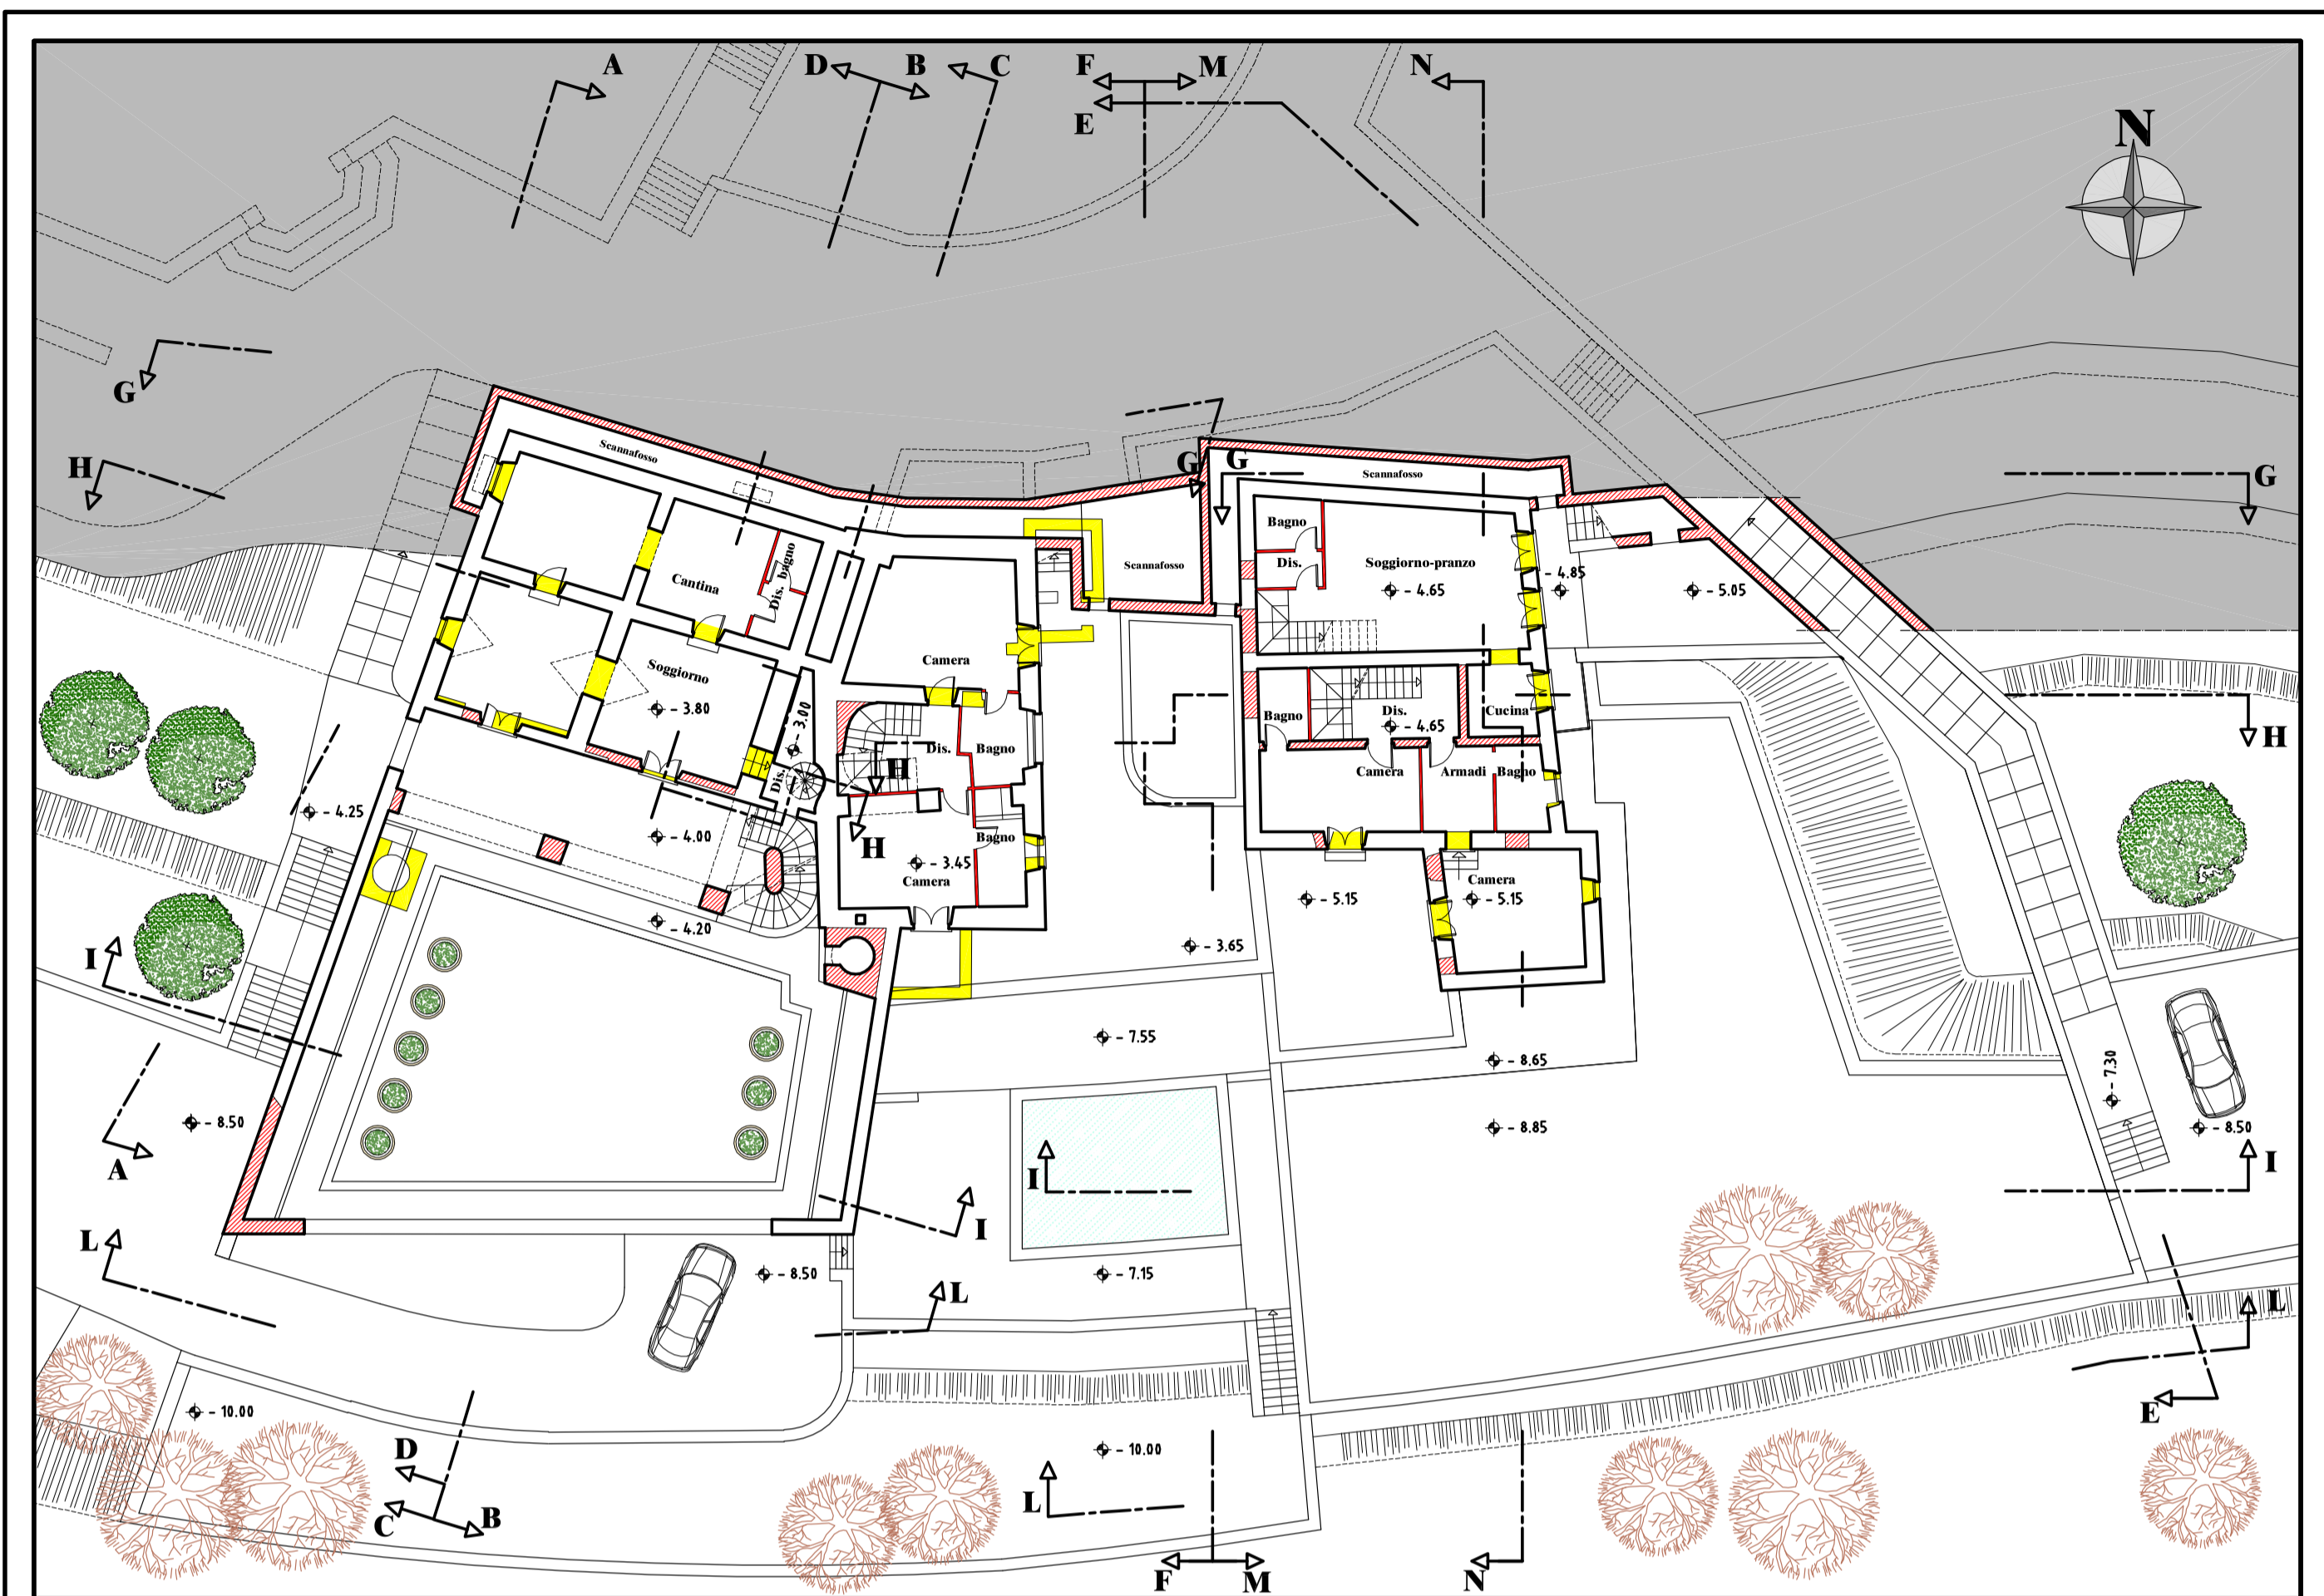 A
D
B
C
F
M
E
N
N
G
H
G
G
G
H
Scannafosso
Scannafosso
Scannafosso
Bagno
Dis.
Soggiorno-pranzo
- 4.65
- 4.85
- 5.05
Cantina
Dis.
bagno
Soggiorno
- 3.80
- 3.00
Dis.
Camera
Dis.
Bagno
Bagno
- 3.45
Camera
H
H
Bagno
Dis.
- 4.65
Cucina
Camera
Armadi
Bagno
Camera
- 5.15
- 5.15
- 4.25
- 4.00
- 4.20
- 3.65
I
- 7.55
- 8.65
- 8.85
- 7.30
- 8.50
- 8.50
A
I
I
I
L
- 8.50
- 7.15
L
L
E
- 10.00
- 10.00
D
C
B
L
F
M
N